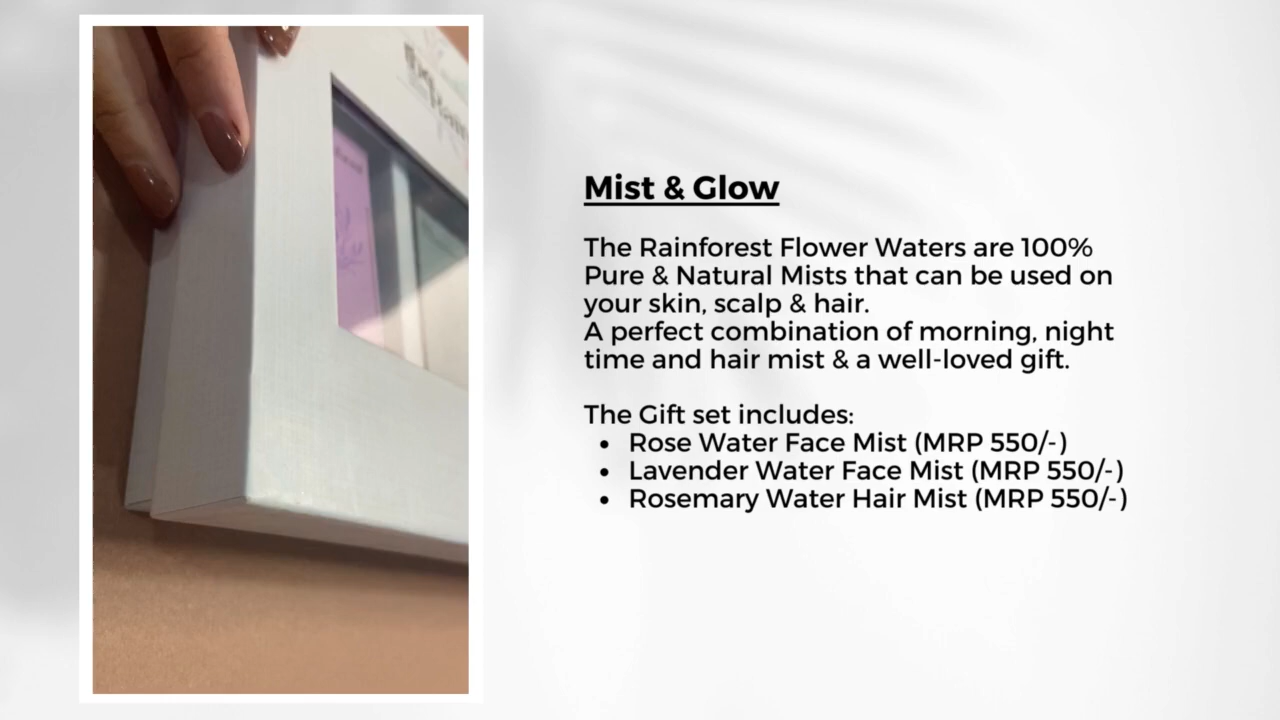 Mist & Glow
The Rainforest Flower Waters are 100%
Pure & Natural Mists that can be used on
your skin, scalp & hair.
A perfect combination of morning, night
time and hair mist & a well-loved gift.
The Gift set includes:
• Rose Water Face Mist (MRP 550/-)
• Lavender Water Face Mist (MRP 550/-)
• Rosemary Water Hair Mist (MRP 550/-)